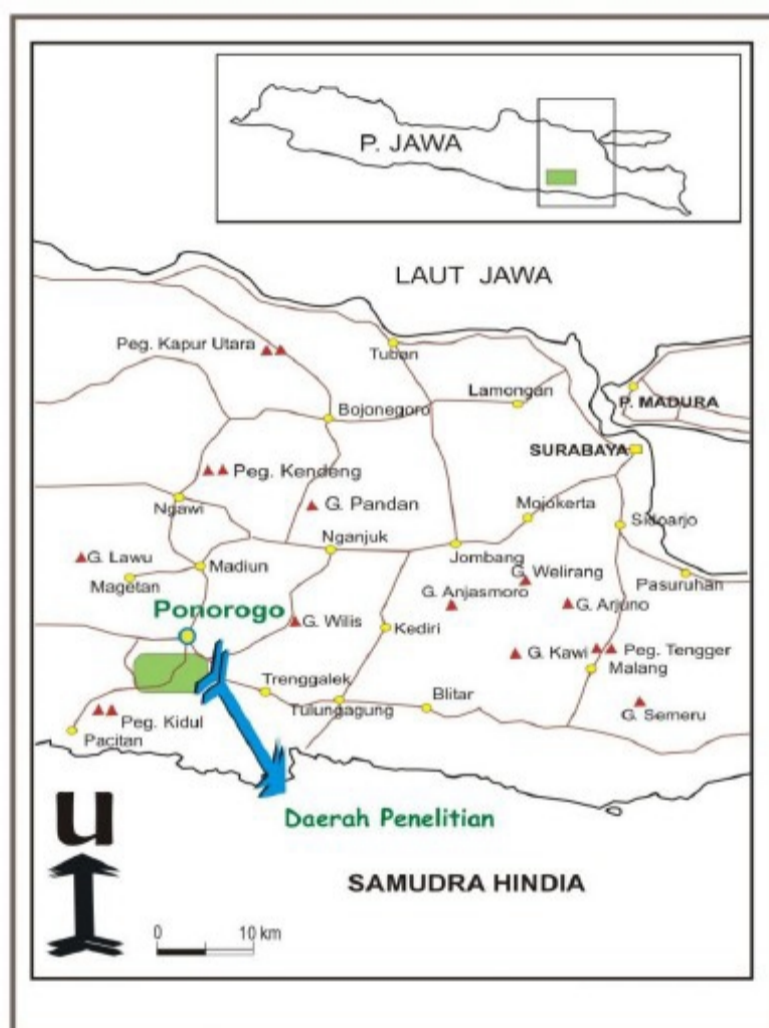 P. JAWA
LAUT JAWA
Peg. Kapur Utara
Tuban
Lamongan
P. MADURA
Bojonegoro
SURABAYA
Peg. Kendeng
G. Pandan
Ngawi
Mojokerta
Sidoarjo
Nganjuk
Jombang
G. Lawu
Madiun
Magetan
G. Welirang
Pasuruhan
G. Anjasmoro
G. Arjuno
Ponorogo
G. Wilis
Kediri
G. Kawi
Peg. Tengger
Malang
Trenggalek
Tulungagung
Blitar
G. Semeru
Peg. Kidul
Pacitan
Daerah Penelitian
u
SAMUDRA HINDIA
0 10 km